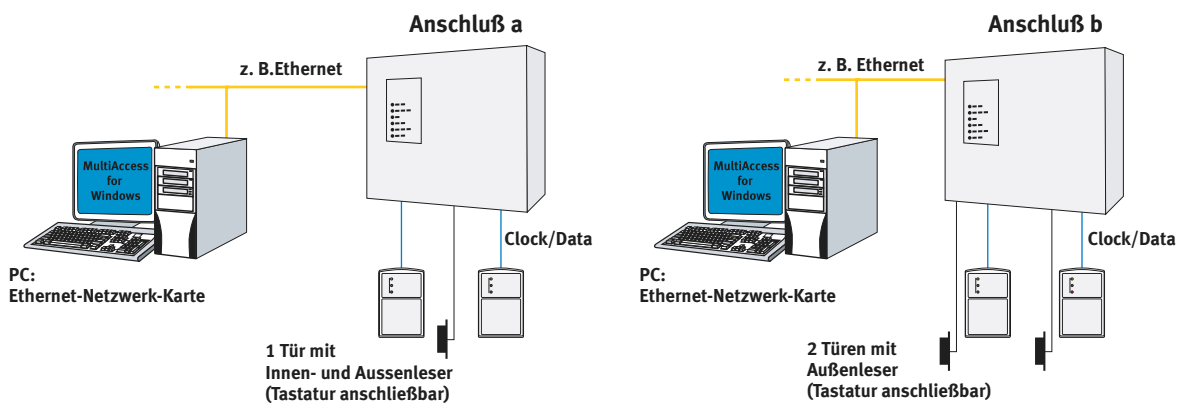 Anschluß a
z. B.Ethernet
MultiAccess
for
Windows
Clock/Data
PC:
Ethernet-Netzwerk-Karte
1 Tür mit
Innen- und Aussenleser
(Tastatur anschließbar)
Anschluß b
z. B. Ethernet
MultiAccess
for
Windows
Clock/Data
PC:
Ethernet-Netzwerk-Karte
2 Türen mit
Außenleser
(Tastatur anschließbar)